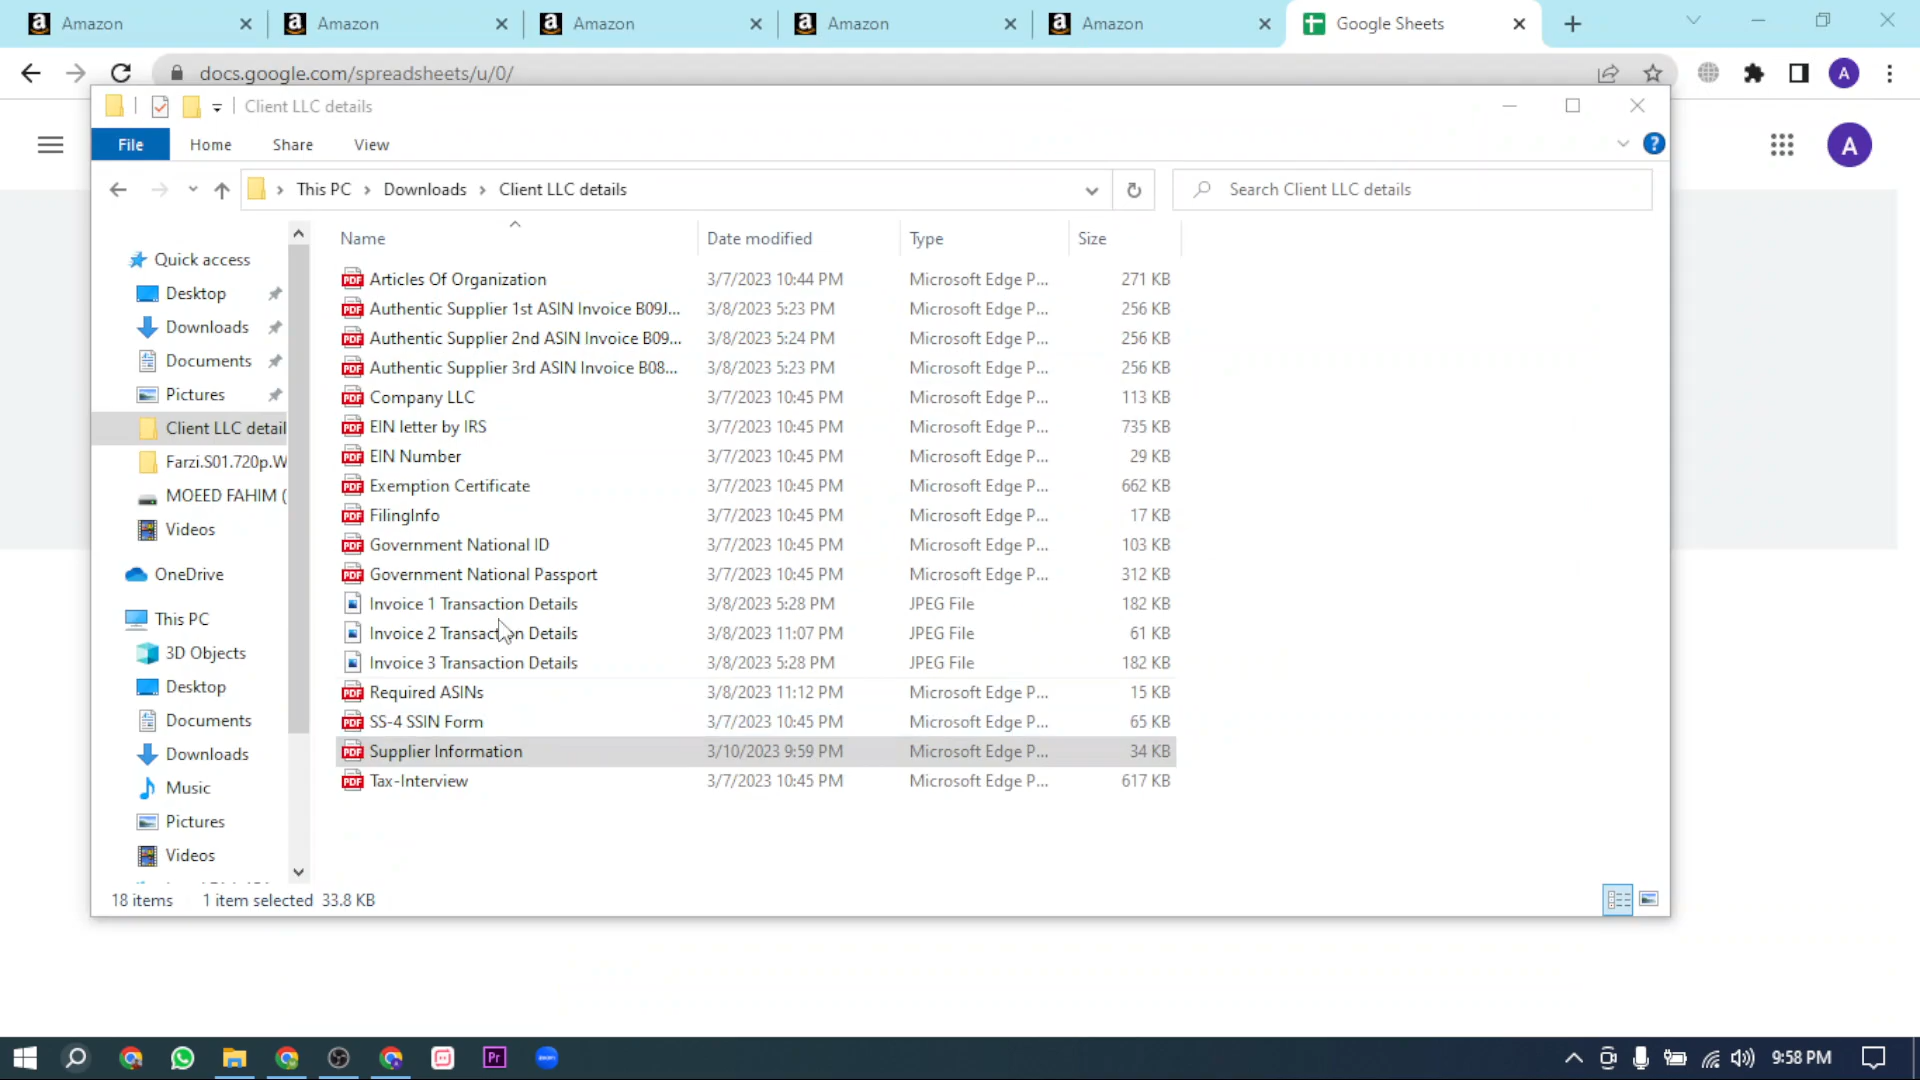 Amazon Amazon Amazon Amazon Amazon Google Sheets
docs.google.com/spreadsheets/u/0/ A
Client LLC details
File Home Share View
A
This PC Downloads Client LLC details Search Client LLC details
Name Date modified Type Size
Quick access
Desktop
Downloads
Documents
Pictures
Client LLC detail
Farzi.S01.720p.W
MOEED FAHIM (
Videos
OneDrive
This PC
3D Objects
Desktop
Documents
Downloads
Music
Pictures
Videos
Articles Of Organization 3/7/2023 10:44 PM Microsoft Edge P... 271 KB
Authentic Supplier 1st ASIN Invoice B09J... 3/8/2023 5:23 PM Microsoft Edge P... 256 KB
Authentic Supplier 2nd ASIN Invoice B09... 3/8/2023 5:24 PM Microsoft Edge P... 256 KB
Authentic Supplier 3rd ASIN Invoice B08... 3/8/2023 5:23 PM Microsoft Edge P... 256 KB
Company LLC 3/7/2023 10:45 PM Microsoft Edge P... 113 KB
EIN letter by IRS 3/7/2023 10:45 PM Microsoft Edge P... 735 KB
EIN Number 3/7/2023 10:45 PM Microsoft Edge P... 29 KB
Exemption Certificate 3/7/2023 10:45 PM Microsoft Edge P... 662 KB
FilingInfo 3/7/2023 10:45 PM Microsoft Edge P... 17 KB
Government National ID 3/7/2023 10:45 PM Microsoft Edge P... 103 KB
Government National Passport 3/7/2023 10:45 PM Microsoft Edge P... 312 KB
Invoice 1 Transaction Details 3/8/2023 5:28 PM JPEG File 182 KB
Invoice 2 Transaction Details 3/8/2023 11:07 PM JPEG File 61 KB
Invoice 3 Transaction Details 3/8/2023 5:28 PM JPEG File 182 KB
Required ASINs 3/8/2023 11:12 PM Microsoft Edge P... 15 KB
SS-4 SSIN Form 3/7/2023 10:45 PM Microsoft Edge P... 65 KB
Supplier Information 3/10/2023 9:59 PM Microsoft Edge P... 34 KB
Tax-Interview 3/7/2023 10:45 PM Microsoft Edge P... 617 KB
18 items 1 item selected 33.8 KB
Pr 9:58 PM